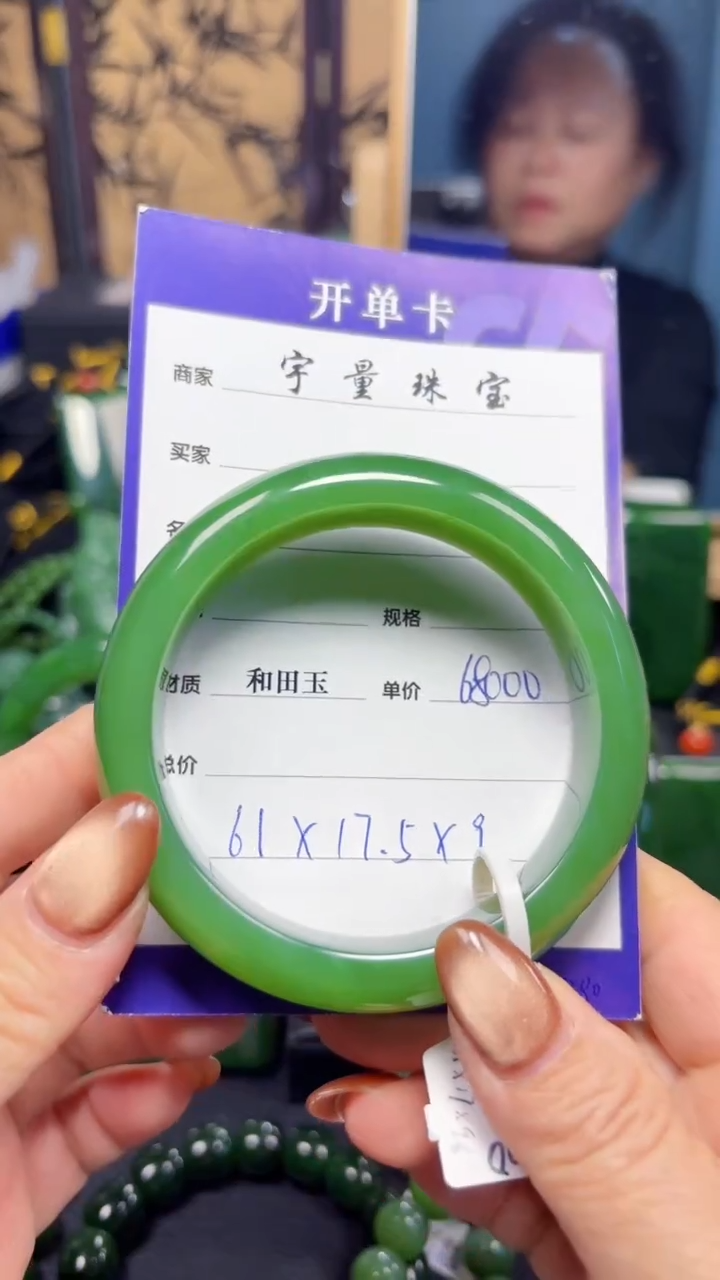 开单卡
商家 宇量珠宝
买家
规格
材质 和田玉 单价 68000
总价
61×17.5×9